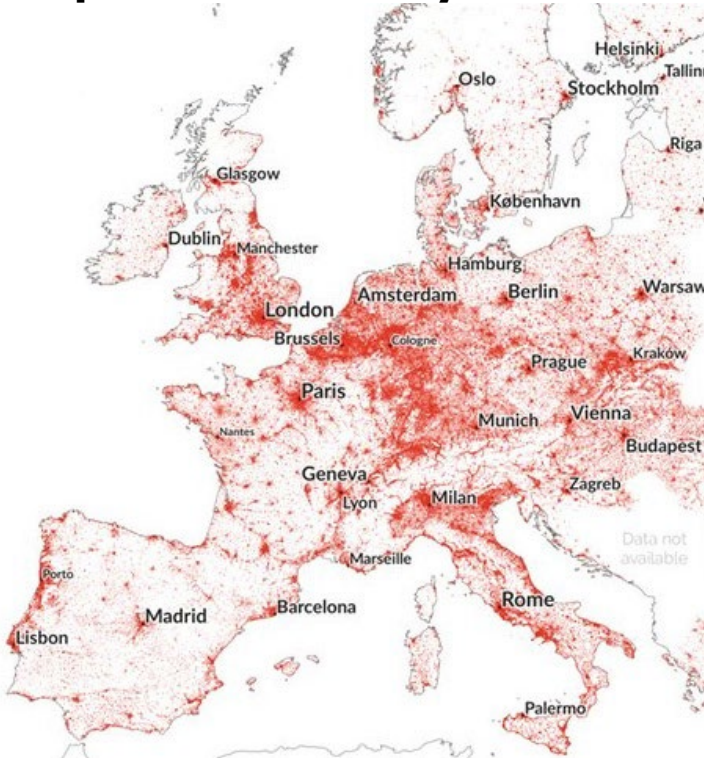 Helsinki
Oslo
Stockholm
Riga
Glasgow
København
Dublin
Manchester
Hamburg
London
Amsterdam
Berlin
Warsaw
Brussels
Cologne
Prague
Kraków
Paris
Nantes
Munich
Vienna
Budapest
Geneva
Zagreb
Lyon
Milan
Data not
available
Marseille
Porto
Madrid
Barcelona
Rome
Lisbon
Palermo